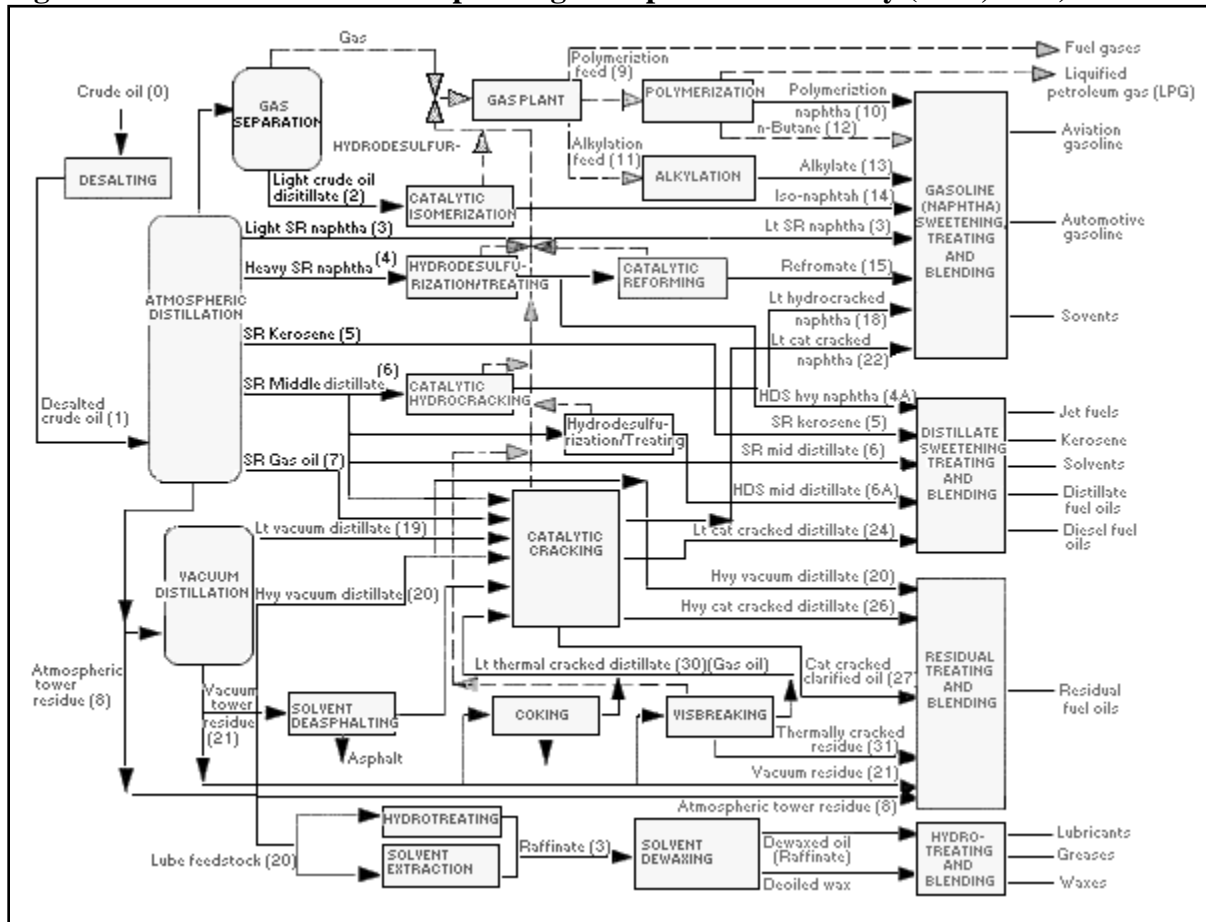 Gas
Fuel gases
Polymerization
feed (9)
Liquified
petroleum gas (LPG)
Crude oil (0)
GAS
SEPARATION
GAS PLANT
POLYMERIZATION
Polymeriztion
naphtha (10)
n-Butane (12)
Aviation
gasoline
DESALTING
HYDRODESULFUR-
Alkylation
feed (11)
ALKYLATION
Alkylate (13)
Light crude oil
disitillate (2)
CATALYTIC
ISOMERIZATION
Iso-naphtah (14)
GASOLINE
(NAPHTHA)
SWEETENING,
TREATING
AND
BLENDING
Automotive
gasoline
Light SR naphtha (3)
Lt SR naphtha (3)
Heavy SR naphtha (4)
HYDRODESULFU-
RIZATION/TREATING
CATALYTIC
REFORMING
Refromate (15)
ATMOSPHERIC
DISTILLATION
Lt hydrocracked
naphtha (18)
Sovents
SR Kerosene (5)
Lt cat cracked
naphtha (22)
SR Middle distillate (6)
CATALYTIC
HYDROCRACKING
HDS hvy naphtha (4A)
Jet fuels
Desalted
crude oil (1)
Hydrodesulfu-
rization/Treating
SR kerosene (5)
DISTILLATE
SWEETENING
TREATING
AND
BLENDING
Kerosene
SR Gas oil (7)
SR mid distillate (6)
Solvents
HDS mid distillate (6A)
Distillate
fuel oils
CATALYTIC
CRACKING
Lt vacuum distillate (19)
Lt cat cracked distillate (24)
Diesel fuel
oils
VACUUM
DISTILLATION
Hvy vacuum distillate (20)
Hvy vacuum distillate (20)
Hvy cat cracked distillate (26)
Atmospheric
tower
residue (8)
Lt thermal cracked distillate (30)(Gas oil)
Cat cracked
clarified oil (27)
RESIDUAL
TREATING
AND
BLENDING
Residual
fuel oils
Vacuum
tower
residue
(21)
SOLVENT
DEASPHALTING
COKING
VISBREAKING
Asphalt
Thermally cracked
residue (31)
Vacuum residue (21)
Atmospheric tower residue (8)
HYDROTREATING
Lube feedstock (20)
SOLVENT
EXTRACTION
Raffinate (3)
SOLVENT
DEWAXING
Dewaxed oil
(Raffinate)
Deoiled wax
HYDRO-
TREATING
AND
BLENDING
Lubricants
Greases
Waxes